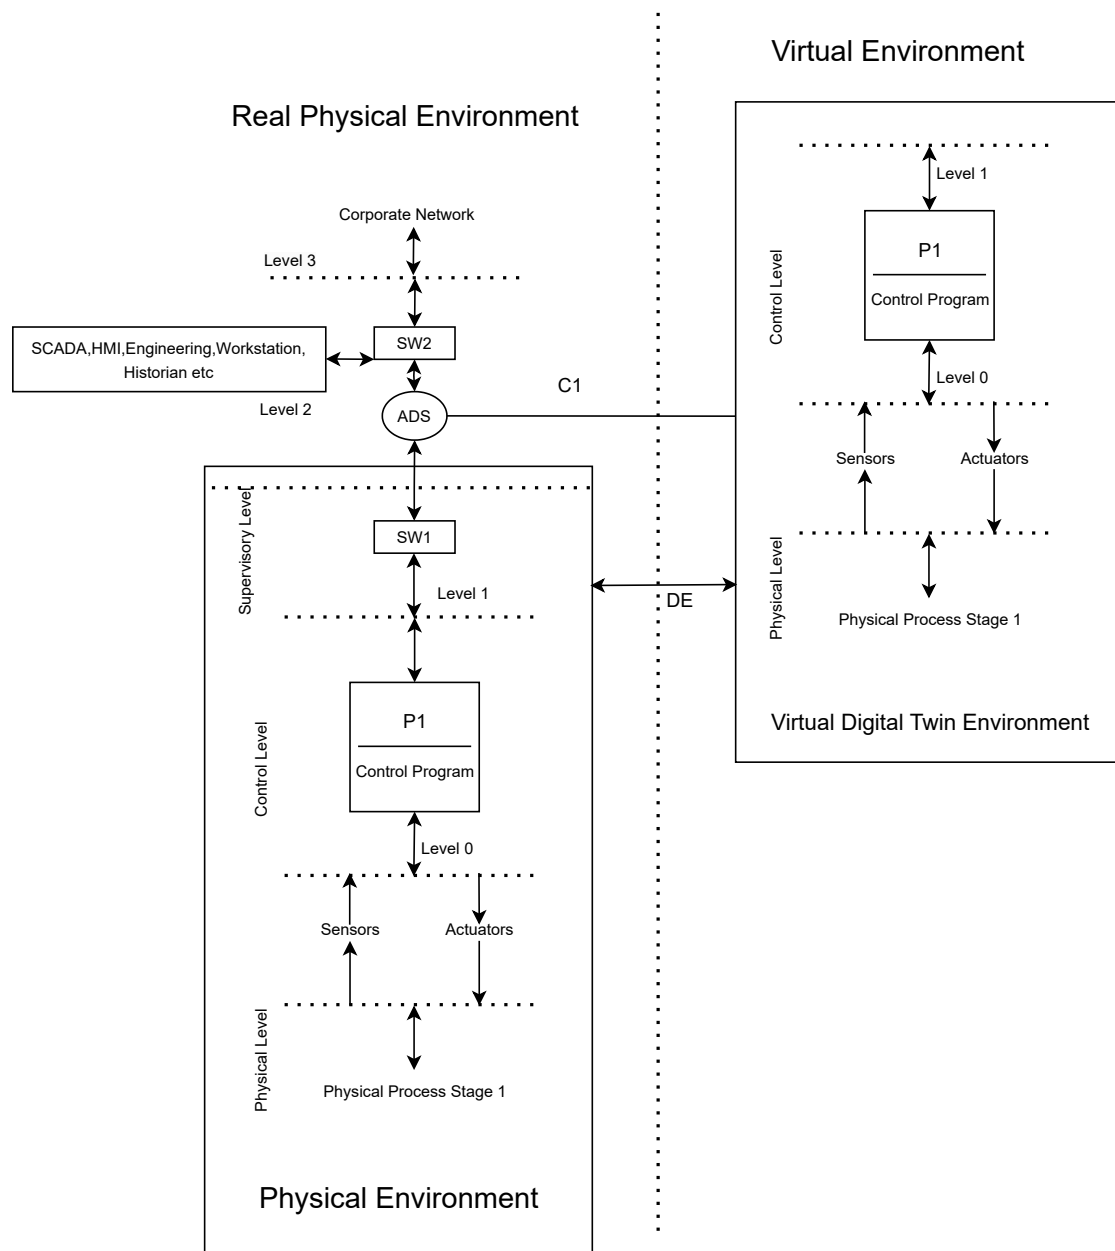 Virtual Environment
Real Physical Environment
Corporate Network
Level 3
SW2
SCADA,HMI,Engineering,Workstation,
Historian etc
Level 2
ADS
C1
Supervisory Level
SW1
Level 1
DE
Control Level
P1
Control Program
Level 0
Sensors
Actuators
Physical Level
Physical Process Stage 1
Physical Environment
Level 1
Control Level
P1
Control Program
Level 0
Sensors
Actuators
Physical Level
Physical Process Stage 1
Virtual Digital Twin Environment